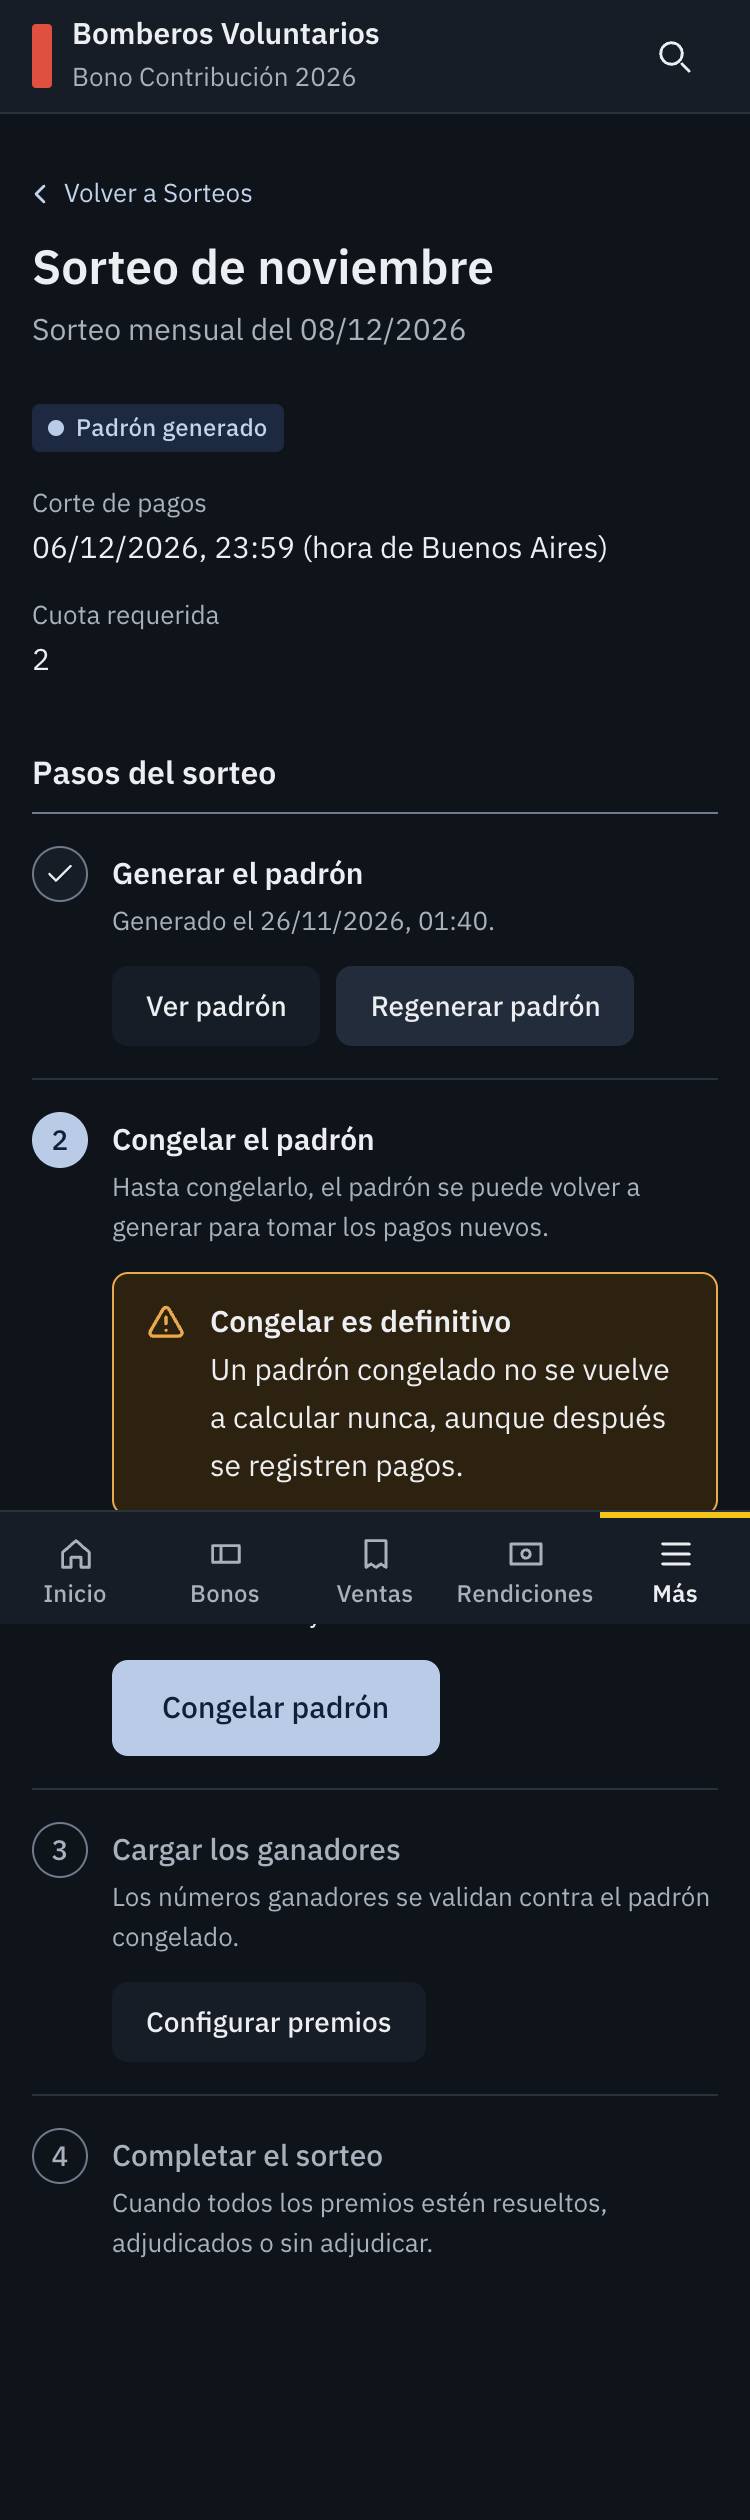 Bomberos Voluntarios
Bono Contribución 2026
Volver a Sorteos
Sorteo de noviembre
Sorteo mensual del 08/12/2026
Padrón generado
Corte de pagos
06/12/2026, 23:59 (hora de Buenos Aires)
Cuota requerida
2
Pasos del sorteo
Generar el padrón
Generado el 26/11/2026, 01:40.
Ver padrón
Regenerar padrón
2
Congelar el padrón
Hasta congelarlo, el padrón se puede volver a
generar para tomar los pagos nuevos.
Congelar es definitivo
Un padrón congelado no se vuelve
a calcular nunca, aunque después
se registren pagos.
Inicio
Bonos
Ventas
Rendiciones
Más
Congelar padrón
3
Cargar los ganadores
Los números ganadores se validan contra el padrón
congelado.
Configurar premios
4
Completar el sorteo
Cuando todos los premios estén resueltos,
adjudicados o sin adjudicar.